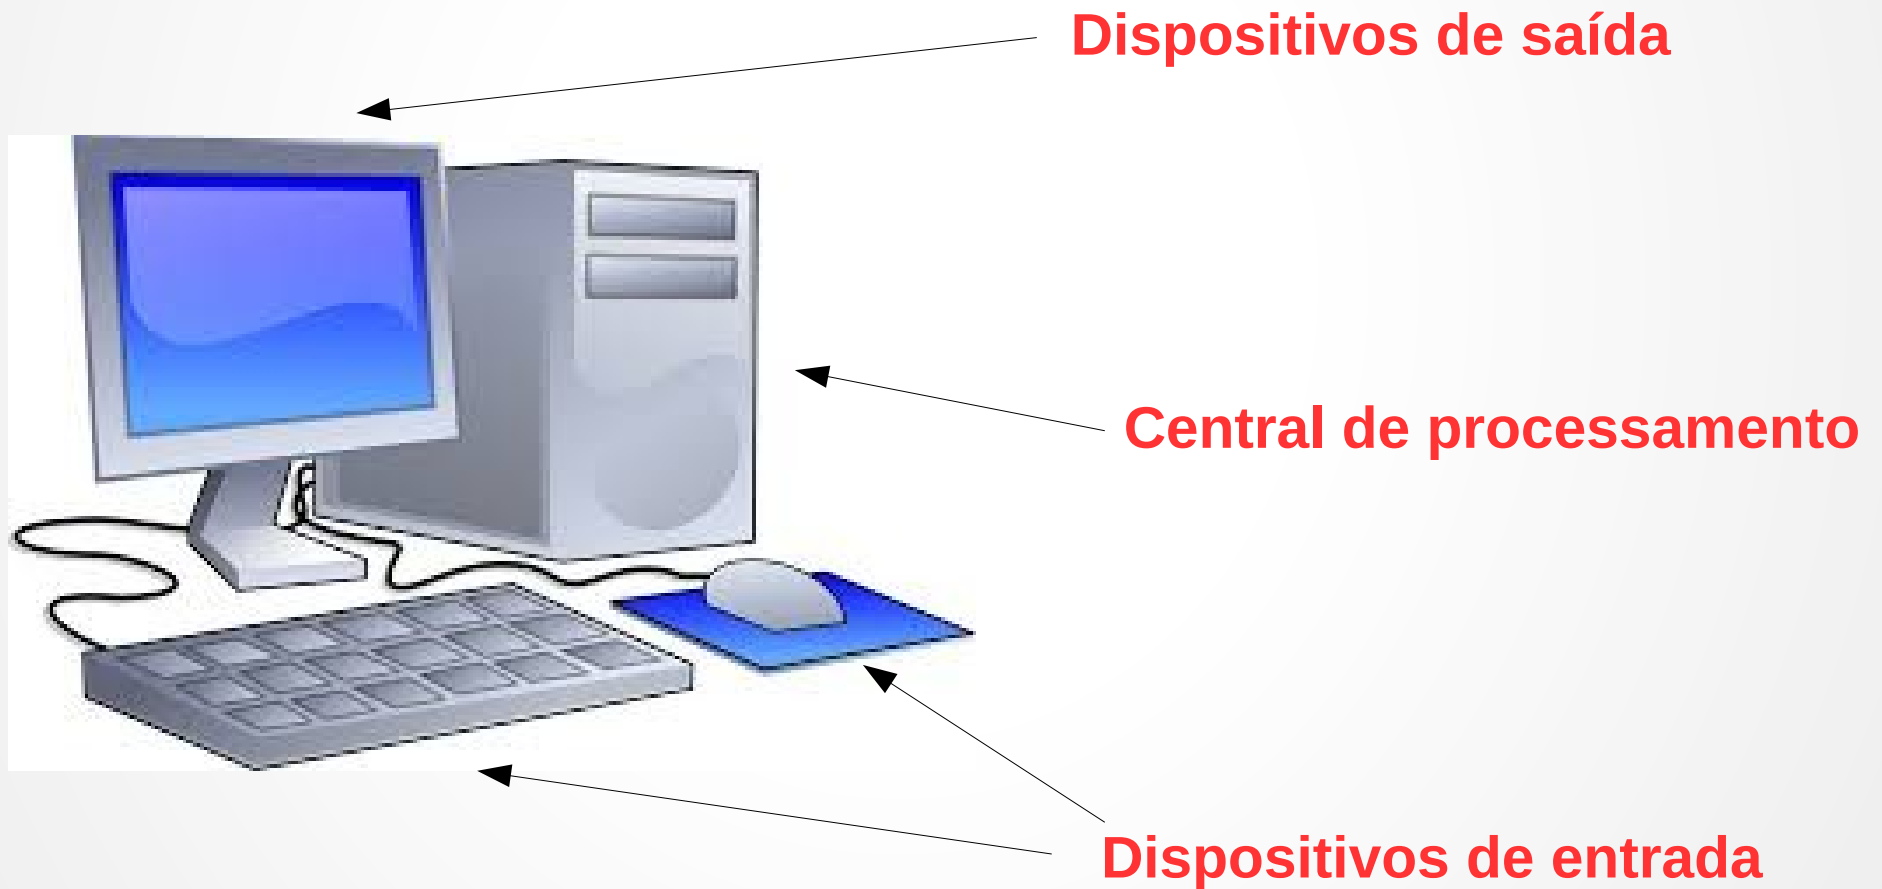 Dispositivos de saída
Central de processamento
Dispositivos de entrada